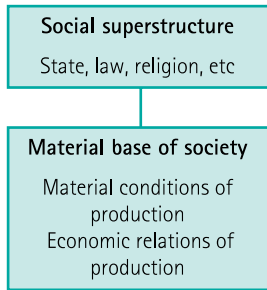 Social superstructure
State, law, religion, etc
Material base of society
Material conditions of
production
Economic relations of
production